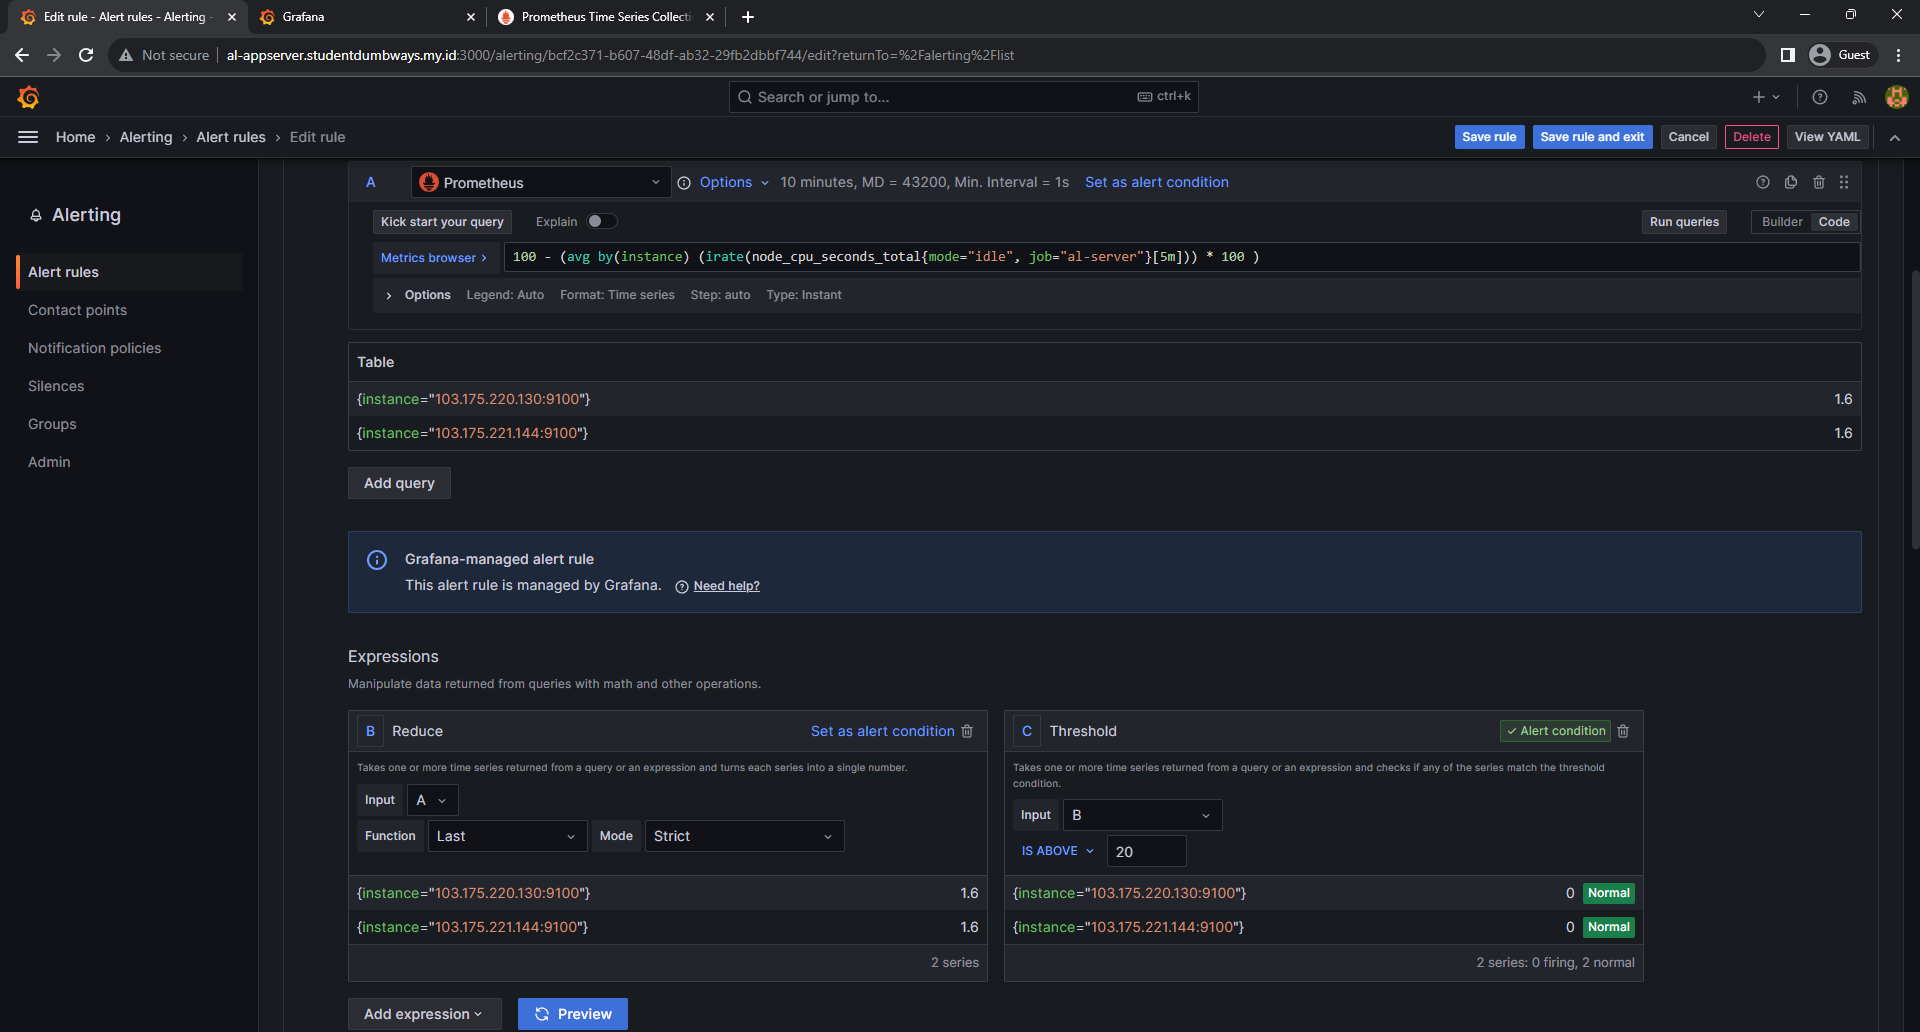 Edit rule - Alert rules - Alerting -
Grafana
Prometheus Time Series Collecti
Not secure
al-appserver.studentdumbways.my.id:3000/alerting/bcf2c371-b607-48df-ab32-29fb2dbbf744/edit?returnTo=%2Falerting%2Flist
Guest
Search or jump to...
ctrl+k
Home › Alerting › Alert rules › Edit rule
Save rule
Save rule and exit
Cancel
Delete
View YAML
Alerting
Alert rules
Contact points
Notification policies
Silences
Groups
Admin
A
Prometheus
Options
10 minutes, MD = 43200, Min. Interval = 1s
Set as alert condition
Kick start your query
Explain
Run queries
Builder
Code
Metrics browser ›
100 - (avg by(instance) (irate(node_cpu_seconds_total{mode="idle", job="al-server"}[5m])) * 100 )
› Options Legend: Auto Format: Time series Step: auto Type: Instant
Table
{instance="103.175.220.130:9100"} 1.6
{instance="103.175.221.144:9100"} 1.6
Add query
Grafana-managed alert rule
This alert rule is managed by Grafana. Need help?
Expressions
Manipulate data returned from queries with math and other operations.
B Reduce Set as alert condition
Takes one or more time series returned from a query or an expression and turns each series into a single number.
Input A
Function Last Mode Strict
{instance="103.175.220.130:9100"} 1.6
{instance="103.175.221.144:9100"} 1.6
2 series
C Threshold Alert condition
Takes one or more time series returned from a query or an expression and checks if any of the series match the threshold
condition.
Input B
IS ABOVE 20
{instance="103.175.220.130:9100"} 0 Normal
{instance="103.175.221.144:9100"} 0 Normal
2 series: 0 firing, 2 normal
Add expression
Preview